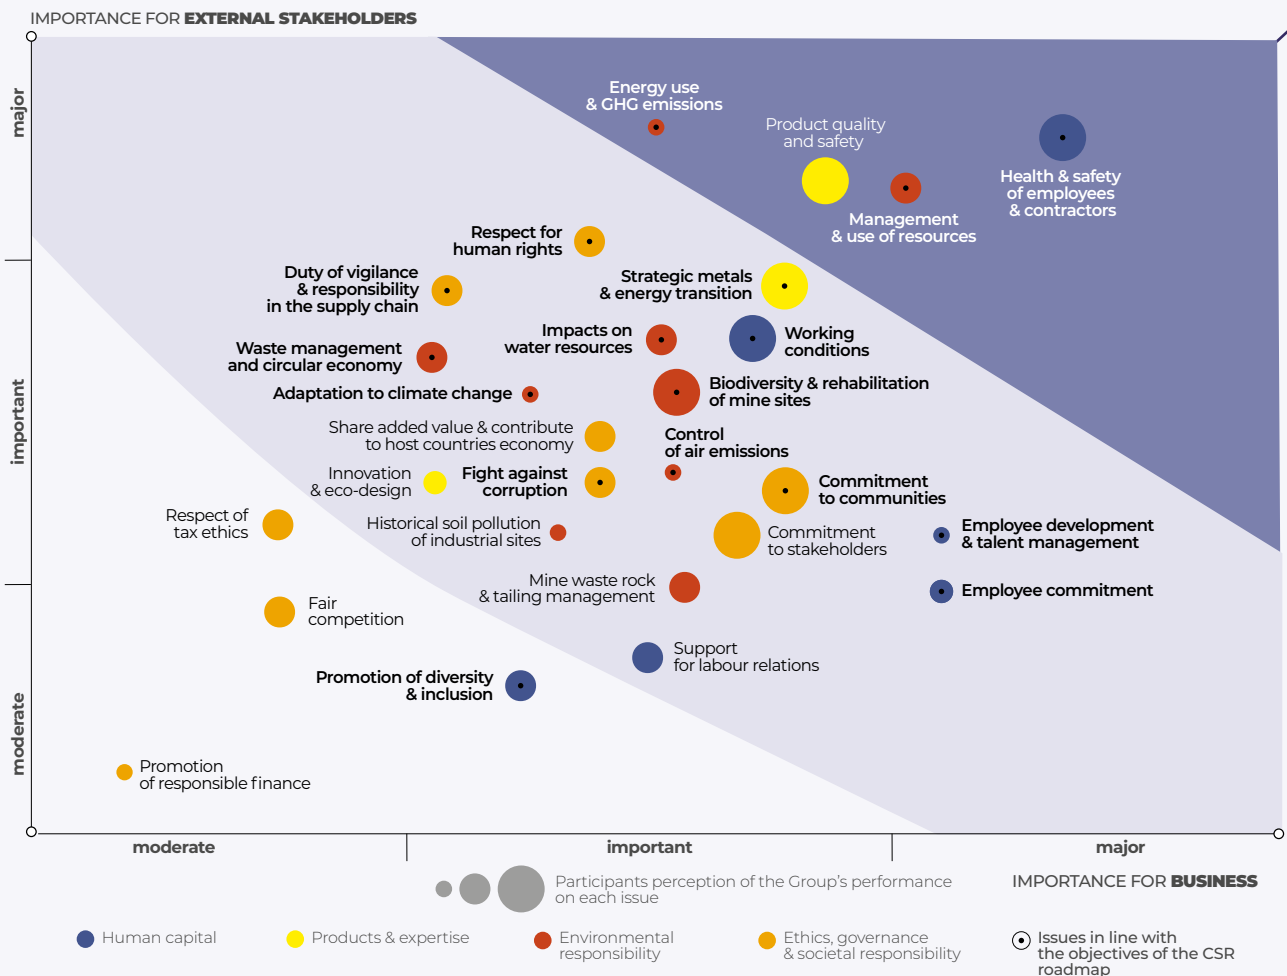 IMPORTANCE FOR EXTERNAL STAKEHOLDERS
major
important
moderate
Energy use
& GHG emissions
Product quality
and safety
Health & safety
of employees
& contractors
Management
& use of resources
Respect for
human rights
Duty of vigilance
& responsibility
in the supply chain
Strategic metals
& energy transition
Impacts on
water resources
Working
conditions
Waste management
and circular economy
Adaptation to climate change
Biodiversity & rehabilitation
of mine sites
Share added value & contribute
to host countries economy
Control
of air emissions
Innovation
& eco-design
Fight against
corruption
Commitment
to communities
Respect of
tax ethics
Historical soil pollution
of industrial sites
Commitment
to stakeholders
Employee development
& talent management
Mine waste rock
& tailing management
Employee commitment
Fair
competition
Support
for labour relations
Promotion of diversity
& inclusion
Promotion
of responsible finance
moderate
important
major
Participants perception of the Group's performance
on each issue
IMPORTANCE FOR BUSINESS
Human capital
Products & expertise
Environmental
responsibility
Ethics, governance
& societal responsibility
Issues in line with
the objectives of the CSR
roadmap